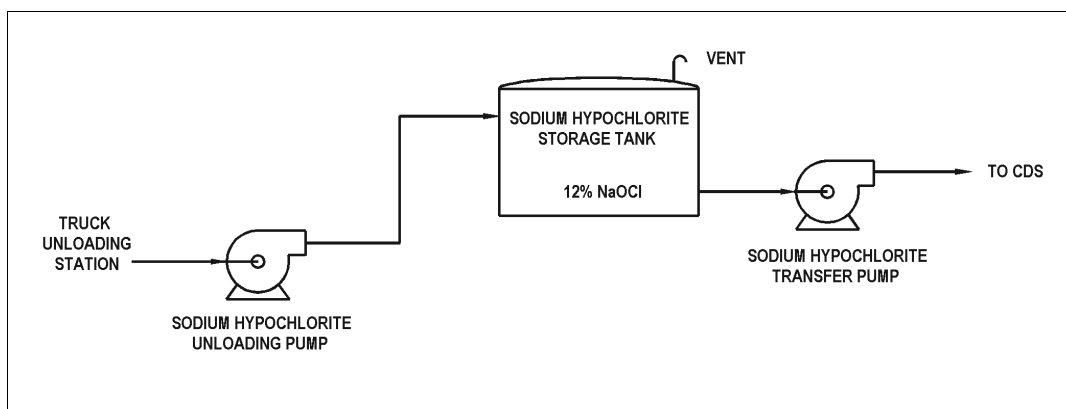 VENT
SODIUM HYPOCHLORITE
STORAGE TANK
12% NaOCl
TO CDS
TRUCK
UNLOADING
STATION
SODIUM HYPOCHLORITE
TRANSFER PUMP
SODIUM HYPOCHLORITE
UNLOADING PUMP